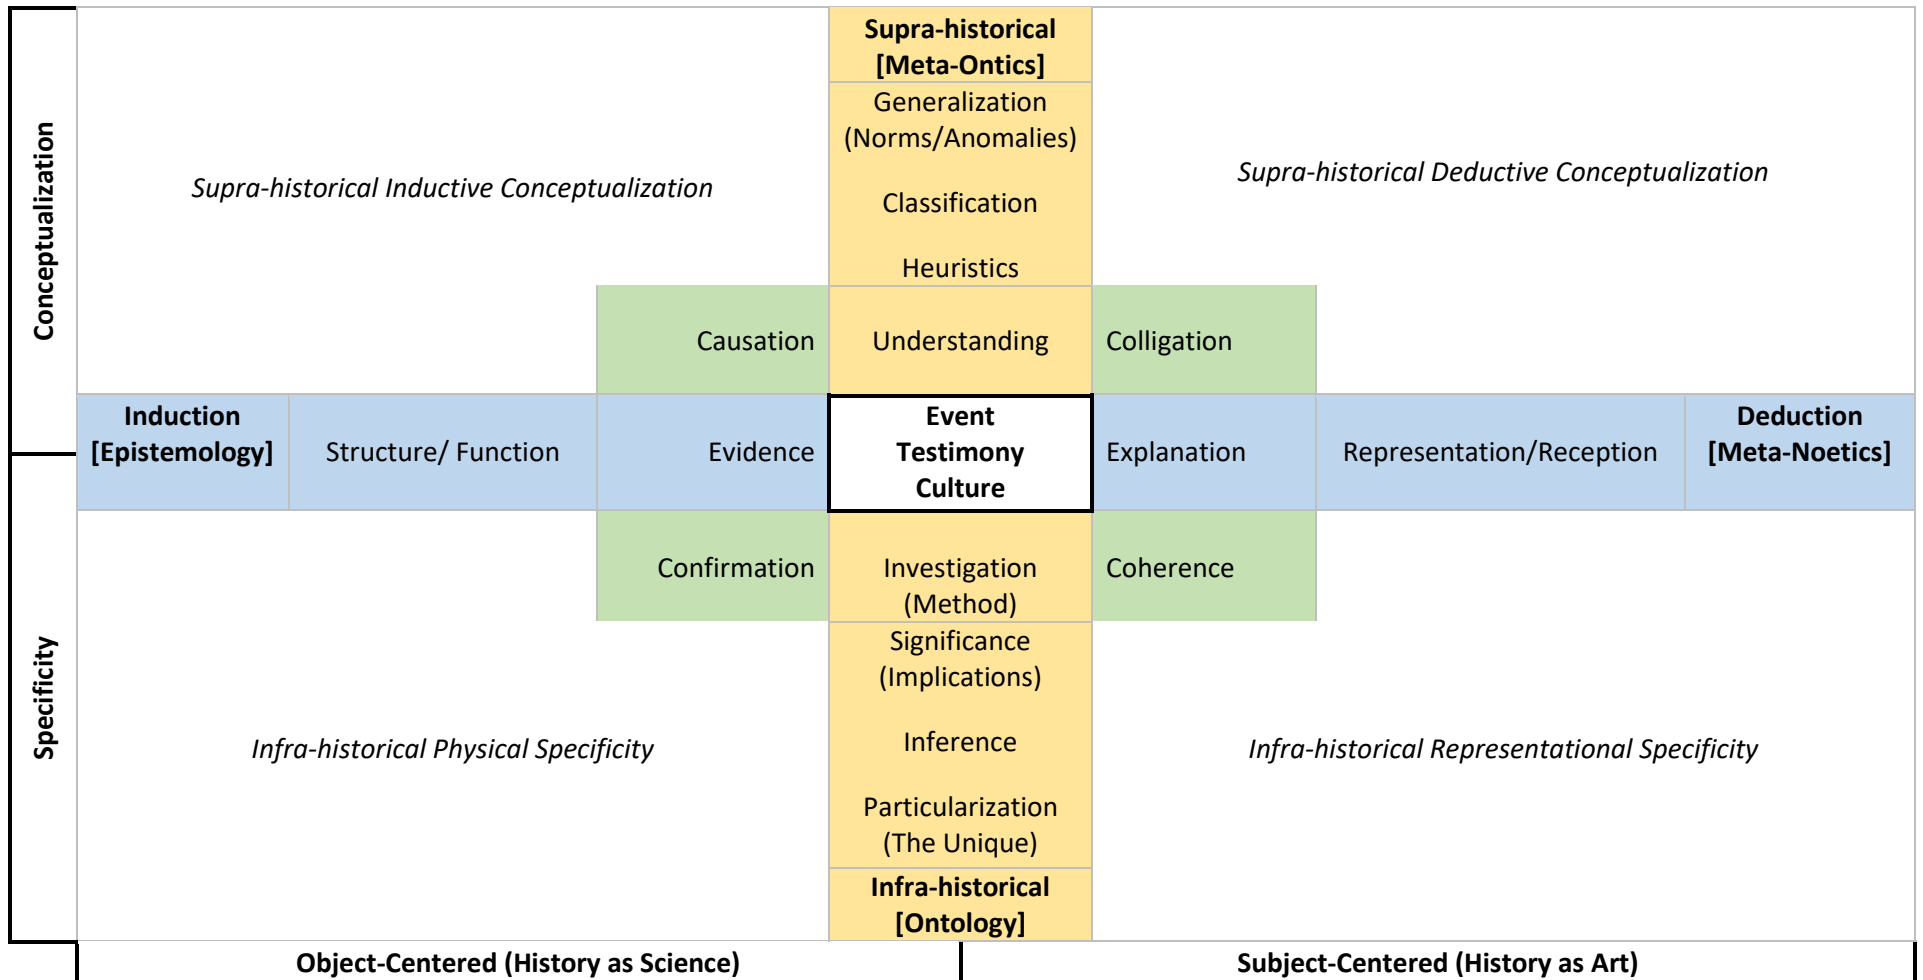 Supra-historical
[Meta-Ontics]
Generalization
(Norms/Anomalies)
Classification
Heuristics
Conceptualization
Supra-historical Inductive Conceptualization
Supra-historical Deductive Conceptualization
Causation
Understanding
Colligation
Induction
[Epistemology]
Structure/ Function
Evidence
Event
Testimony
Culture
Explanation
Representation/Reception
Deduction
[Meta-Noetics]
Confirmation
Investigation
(Method)
Coherence
Specificity
Significance
(Implications)
Inference
Infra-historical Physical Specificity
Infra-historical Representational Specificity
Particularization
(The Unique)
Infra-historical
[Ontology]
Object-Centered (History as Science)
Subject-Centered (History as Art)